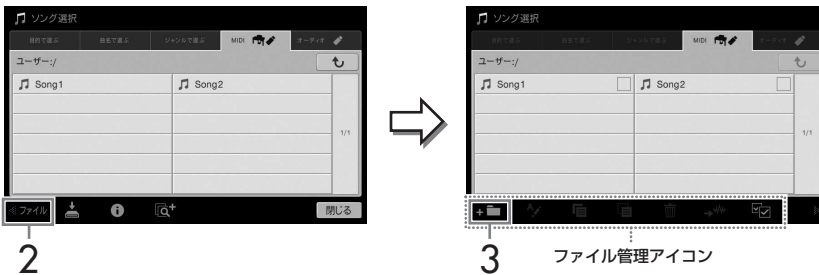 ソング選択
目的で選ぶ 曲名で選ぶ ジャンルで選ぶ MIDI オーディオ
ユーザー:/
Song1 Song2
1/1
ファイル 閉じる
2
ソング選択
目的で選ぶ 曲名で選ぶ ジャンルで選ぶ MIDI オーディオ
ユーザー:/
Song1 Song2
1/1
3
ファイル管理アイコン